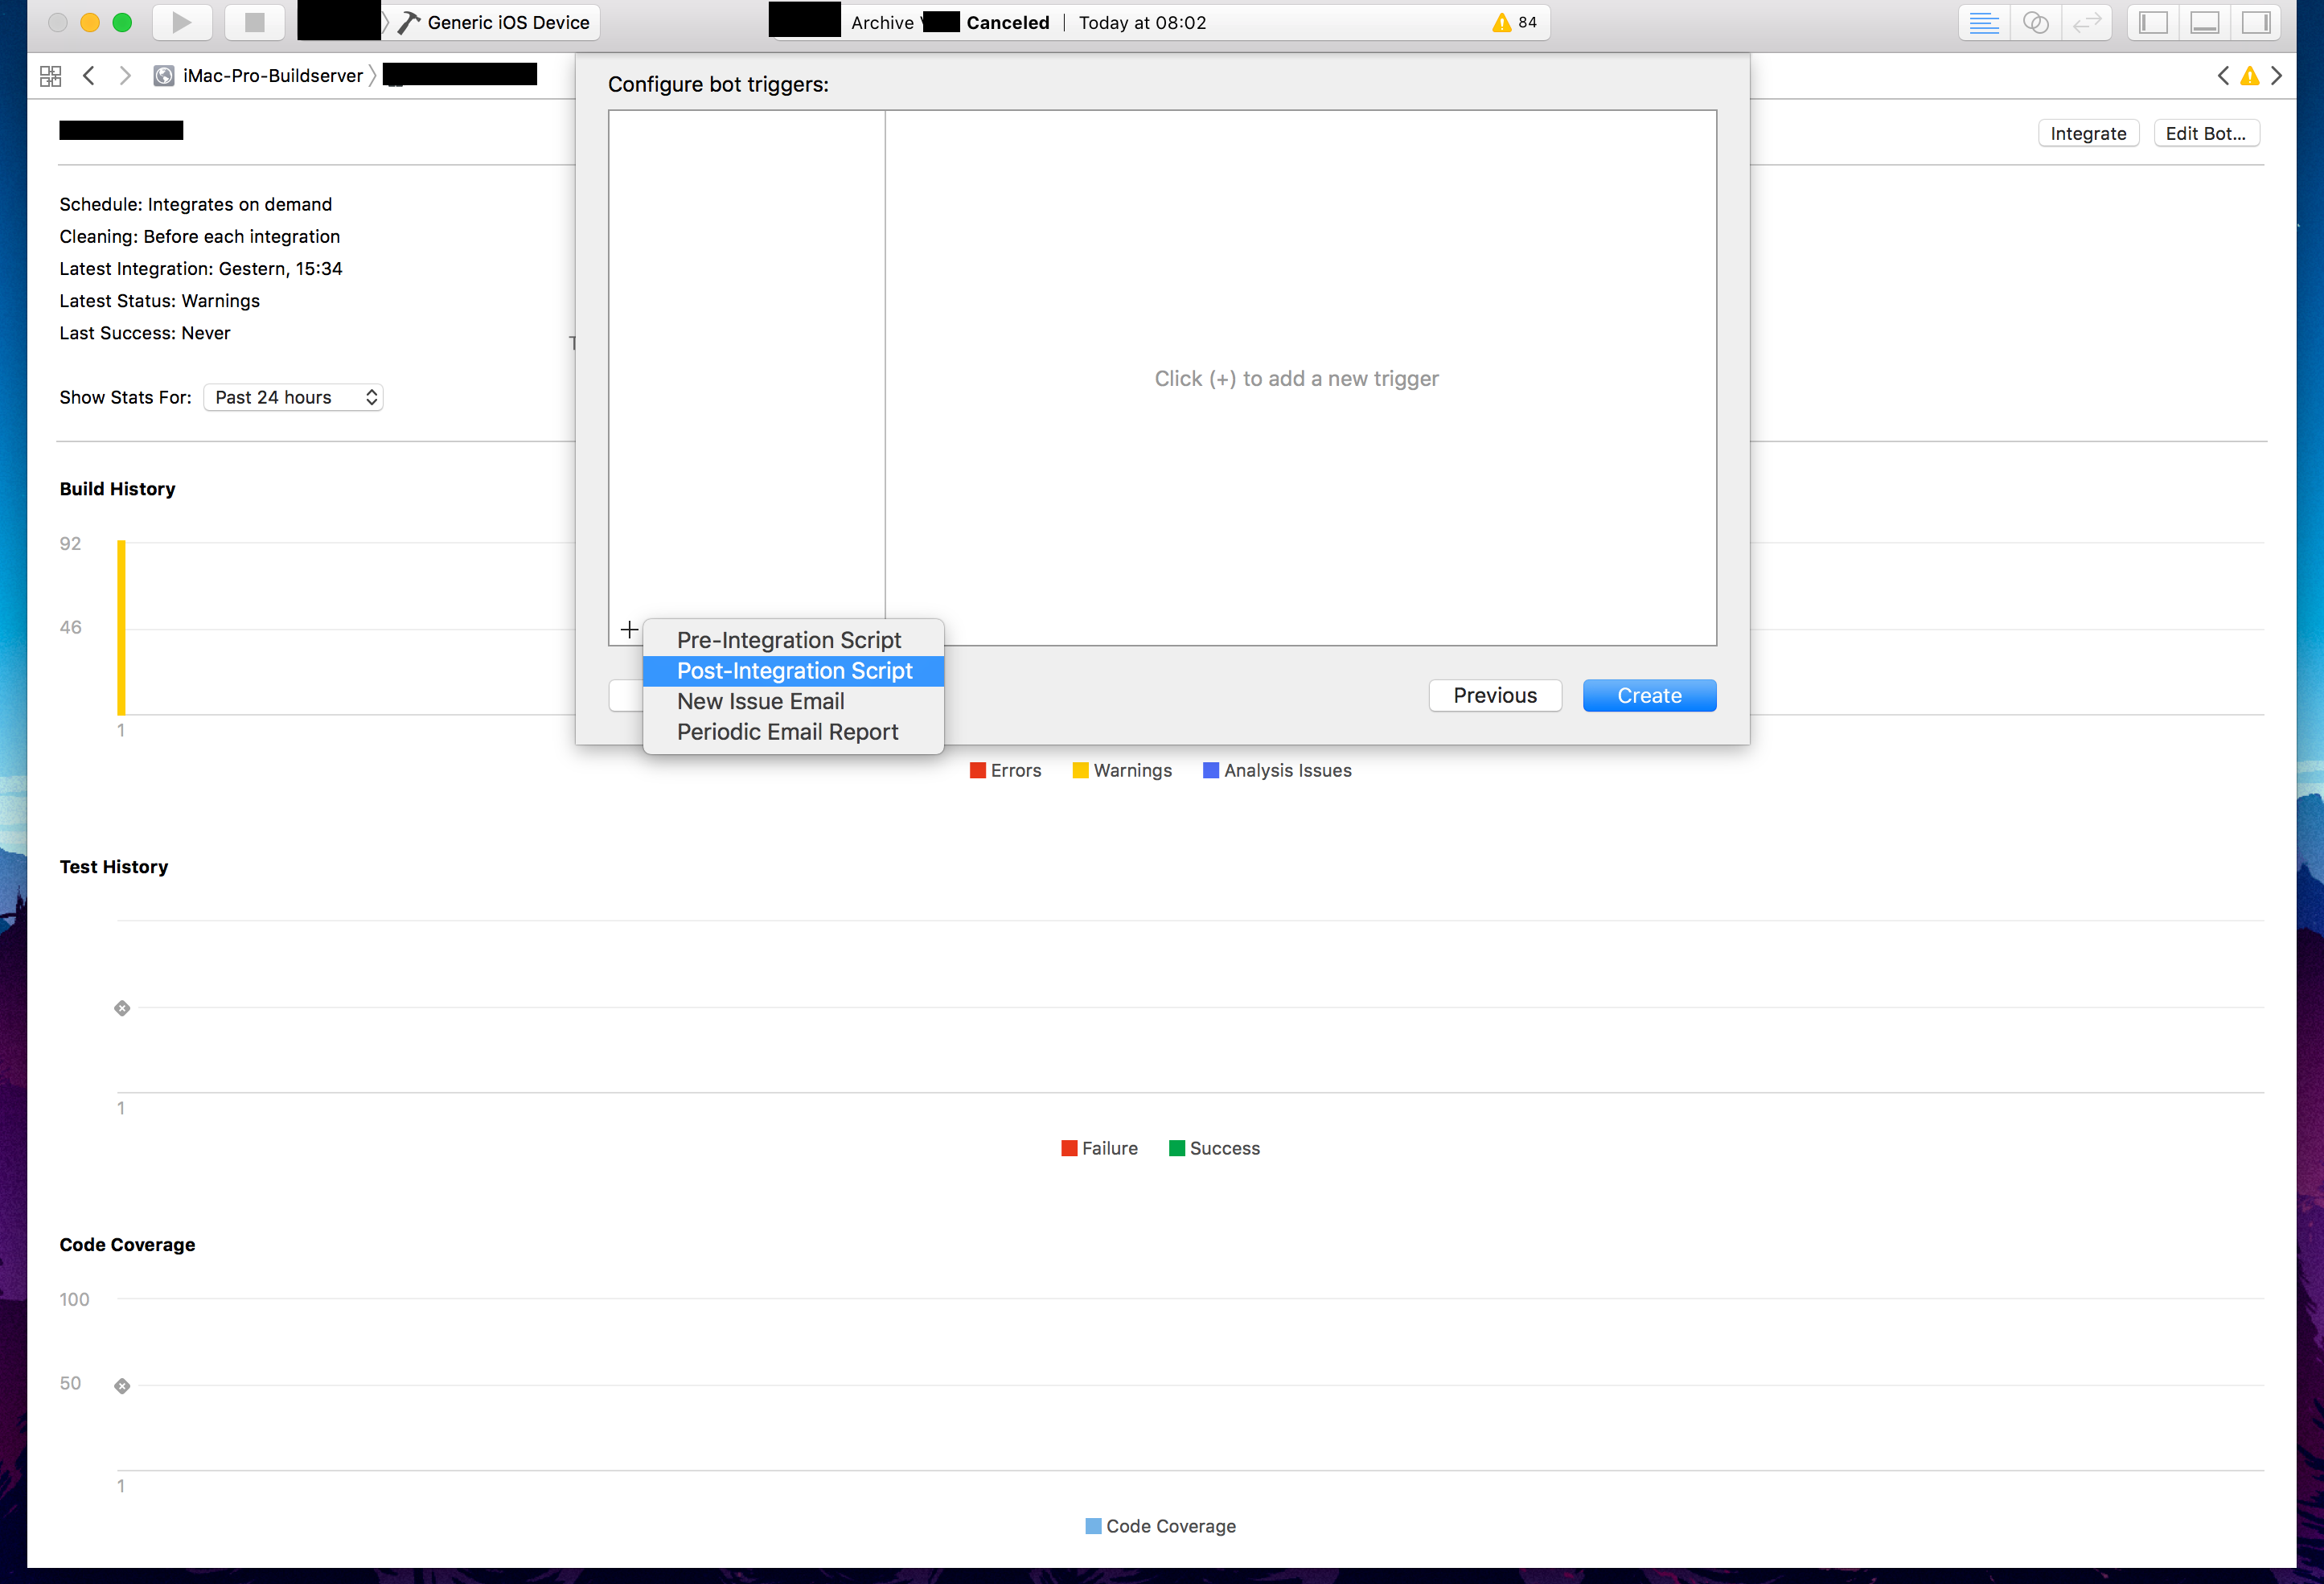 Generic iOS Device
Archive Canceled | Today at 08:02
84
iMac-Pro-Buildserver
Configure bot triggers:
Integrate
Edit Bot...
Schedule: Integrates on demand
Cleaning: Before each integration
Latest Integration: Gestern, 15:34
Latest Status: Warnings
Last Success: Never
Show Stats For: Past 24 hours
Click (+) to add a new trigger
Build History
92
46
1
Pre-Integration Script
Post-Integration Script
New Issue Email
Periodic Email Report
Previous
Create
Errors Warnings Analysis Issues
Test History
1
Failure Success
Code Coverage
100
50
1
Code Coverage